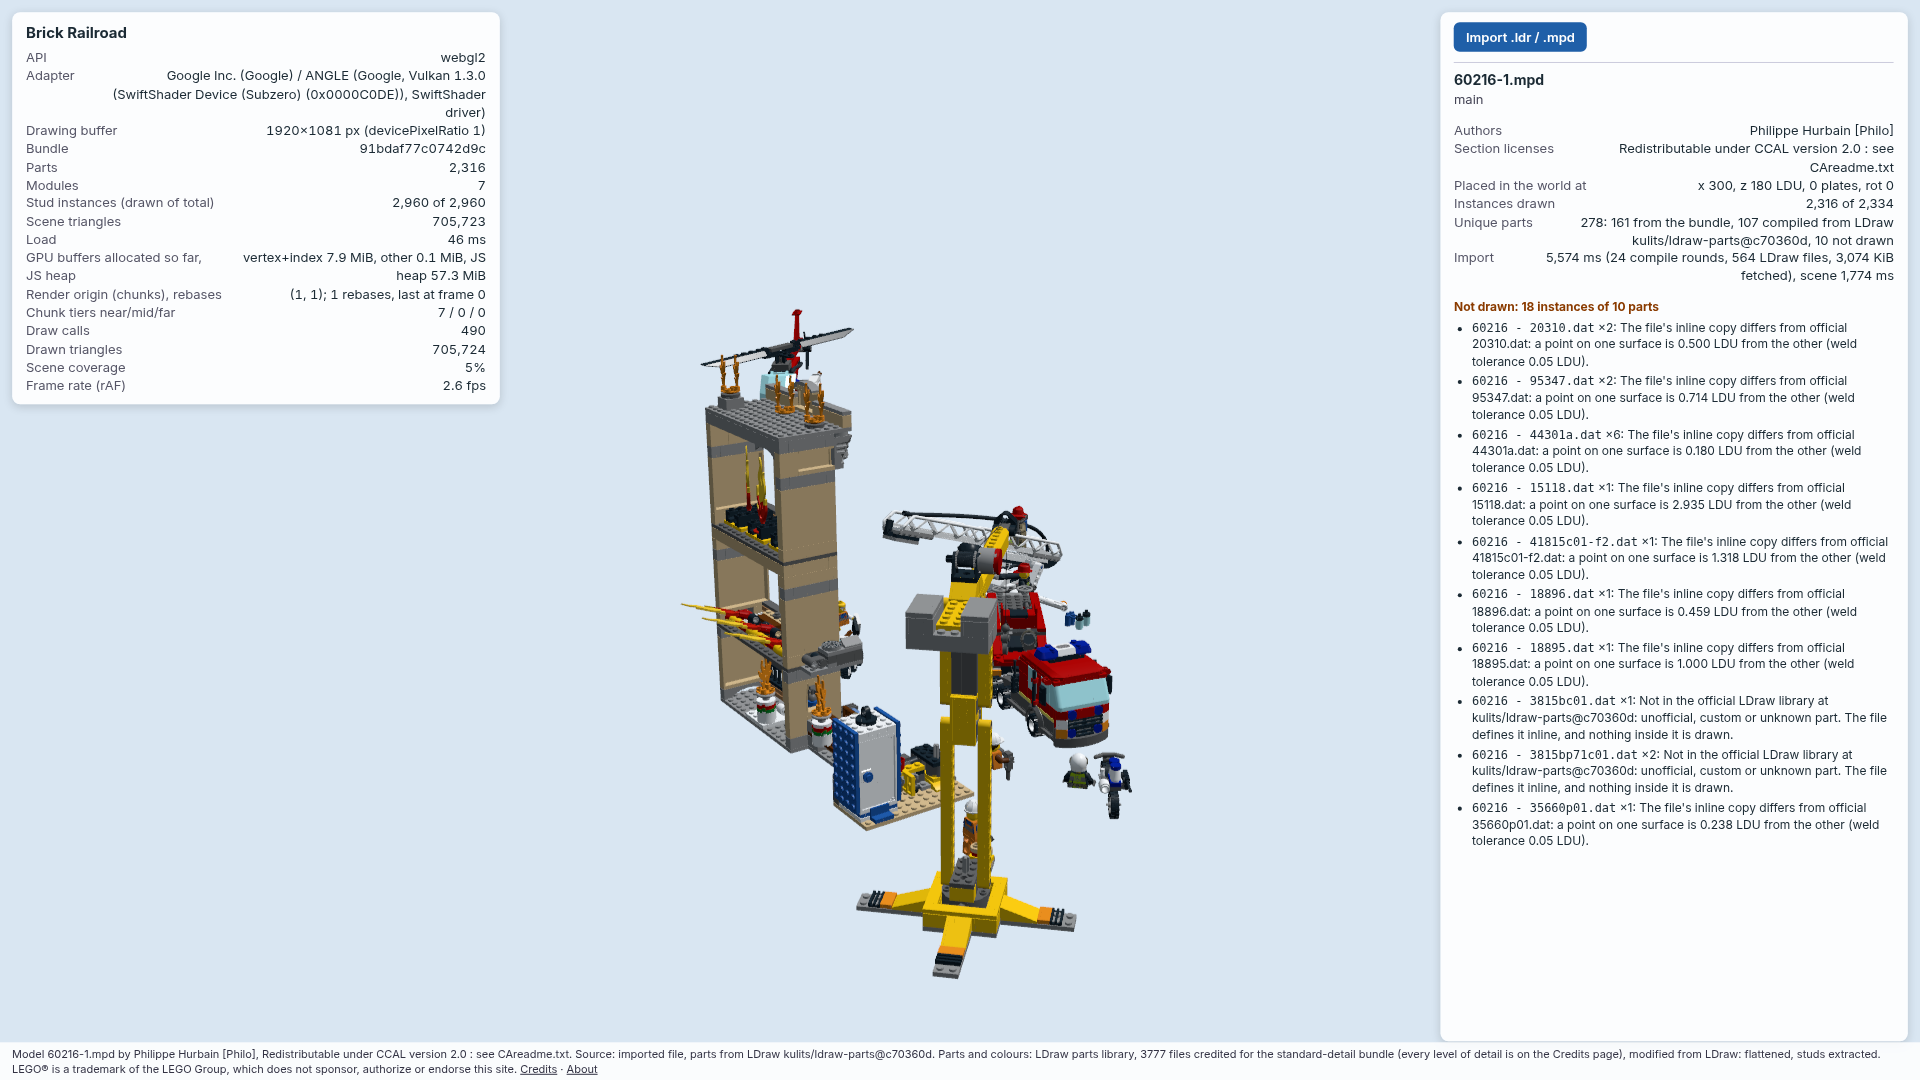 Brick Railroad
API webgl2
Adapter Google Inc. (Google) / ANGLE (Google, Vulkan 1.3.0
(SwiftShader Device (Subzero) (0x0000C0DE)), SwiftShader
driver)
Drawing buffer 1920×1081 px (devicePixelRatio 1)
Bundle 91bdaf77c0742d9c
Parts 2,316
Modules 7
Stud instances (drawn of total) 2,960 of 2,960
Scene triangles 705,723
Load 46 ms
GPU buffers allocated so far, vertex+index 7.9 MiB, other 0.1 MiB, JS
JS heap heap 57.3 MiB
Render origin (chunks), rebases (1, 1); 1 rebases, last at frame 0
Chunk tiers near/mid/far 7 / 0 / 0
Draw calls 490
Drawn triangles 705,724
Scene coverage 5%
Frame rate (rAF) 2.6 fps
Import .ldr / .mpd
60216-1.mpd
main
Authors Philippe Hurbain [Philo]
Section licenses Redistributable under CCAL version 2.0 : see
CAreadme.txt
Placed in the world at x 300, z 180 LDU, 0 plates, rot 0
Instances drawn 2,316 of 2,334
Unique parts 278: 161 from the bundle, 107 compiled from LDraw
kulits/ldraw-parts@c70360d, 10 not drawn
Import 5,574 ms (24 compile rounds, 564 LDraw files, 3,074 KiB
fetched), scene 1,774 ms
Not drawn: 18 instances of 10 parts
• 60216 - 20310.dat ×2: The file's inline copy differs from official
20310.dat: a point on one surface is 0.500 LDU from the other (weld
tolerance 0.05 LDU).
• 60216 - 95347.dat ×2: The file's inline copy differs from official
95347.dat: a point on one surface is 0.714 LDU from the other (weld
tolerance 0.05 LDU).
• 60216 - 44301a.dat ×6: The file's inline copy differs from official
44301a.dat: a point on one surface is 0.180 LDU from the other (weld
tolerance 0.05 LDU).
• 60216 - 15118.dat ×1: The file's inline copy differs from official
15118.dat: a point on one surface is 2.935 LDU from the other (weld
tolerance 0.05 LDU).
• 60216 - 41815c01-f2.dat ×1: The file's inline copy differs from official
41815c01-f2.dat: a point on one surface is 1.318 LDU from the other (weld
tolerance 0.05 LDU).
• 60216 - 18896.dat ×1: The file's inline copy differs from official
18896.dat: a point on one surface is 0.459 LDU from the other (weld
tolerance 0.05 LDU).
• 60216 - 18895.dat ×1: The file's inline copy differs from official
18895.dat: a point on one surface is 1.000 LDU from the other (weld
tolerance 0.05 LDU).
• 60216 - 3815bc01.dat ×1: Not in the official LDraw library at
kulits/ldraw-parts@c70360d: unofficial, custom or unknown part. The file
defines it inline, and nothing inside it is drawn.
• 60216 - 3815bp71c01.dat ×2: Not in the official LDraw library at
kulits/ldraw-parts@c70360d: unofficial, custom or unknown part. The file
defines it inline, and nothing inside it is drawn.
• 60216 - 35660p01.dat ×1: The file's inline copy differs from official
35660p01.dat: a point on one surface is 0.238 LDU from the other (weld
tolerance 0.05 LDU).
Model 60216-1.mpd by Philippe Hurbain [Philo], Redistributable under CCAL version 2.0 : see CAreadme.txt. Source: imported file, parts from LDraw kulits/ldraw-parts@c70360d. Parts and colours: LDraw parts library, 3777 files credited for the standard-detail bundle (every level of detail is on the Credits page), modified from LDraw: flattened, studs extracted.
LEGO® is a trademark of the LEGO Group, which does not sponsor, authorize or endorse this site. Credits · About